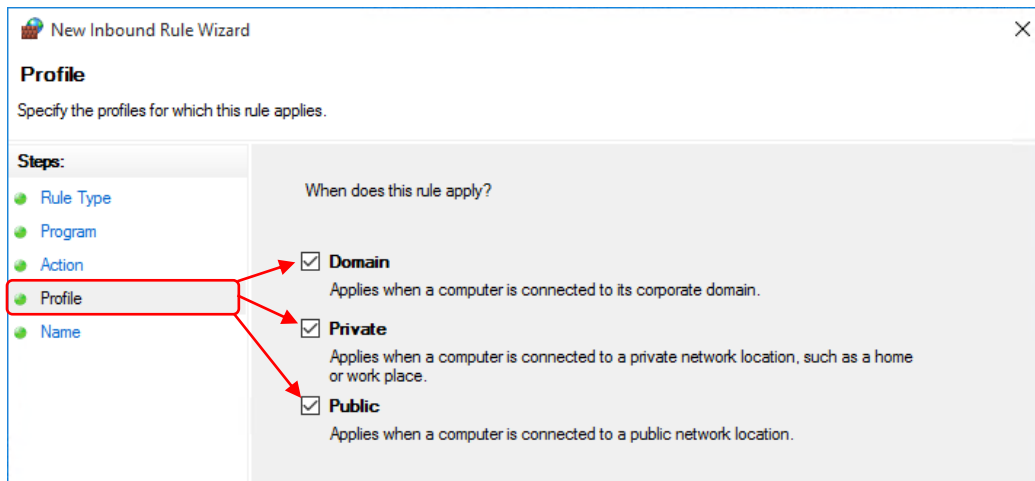 New Inbound Rule Wizard
Profile
Specify the profiles for which this rule applies.
Steps:
Rule Type
Program
Action
Profile
Name
When does this rule apply?
Domain
Applies when a computer is connected to its corporate domain.
Private
Applies when a computer is connected to a private network location, such as a home
or work place.
Public
Applies when a computer is connected to a public network location.